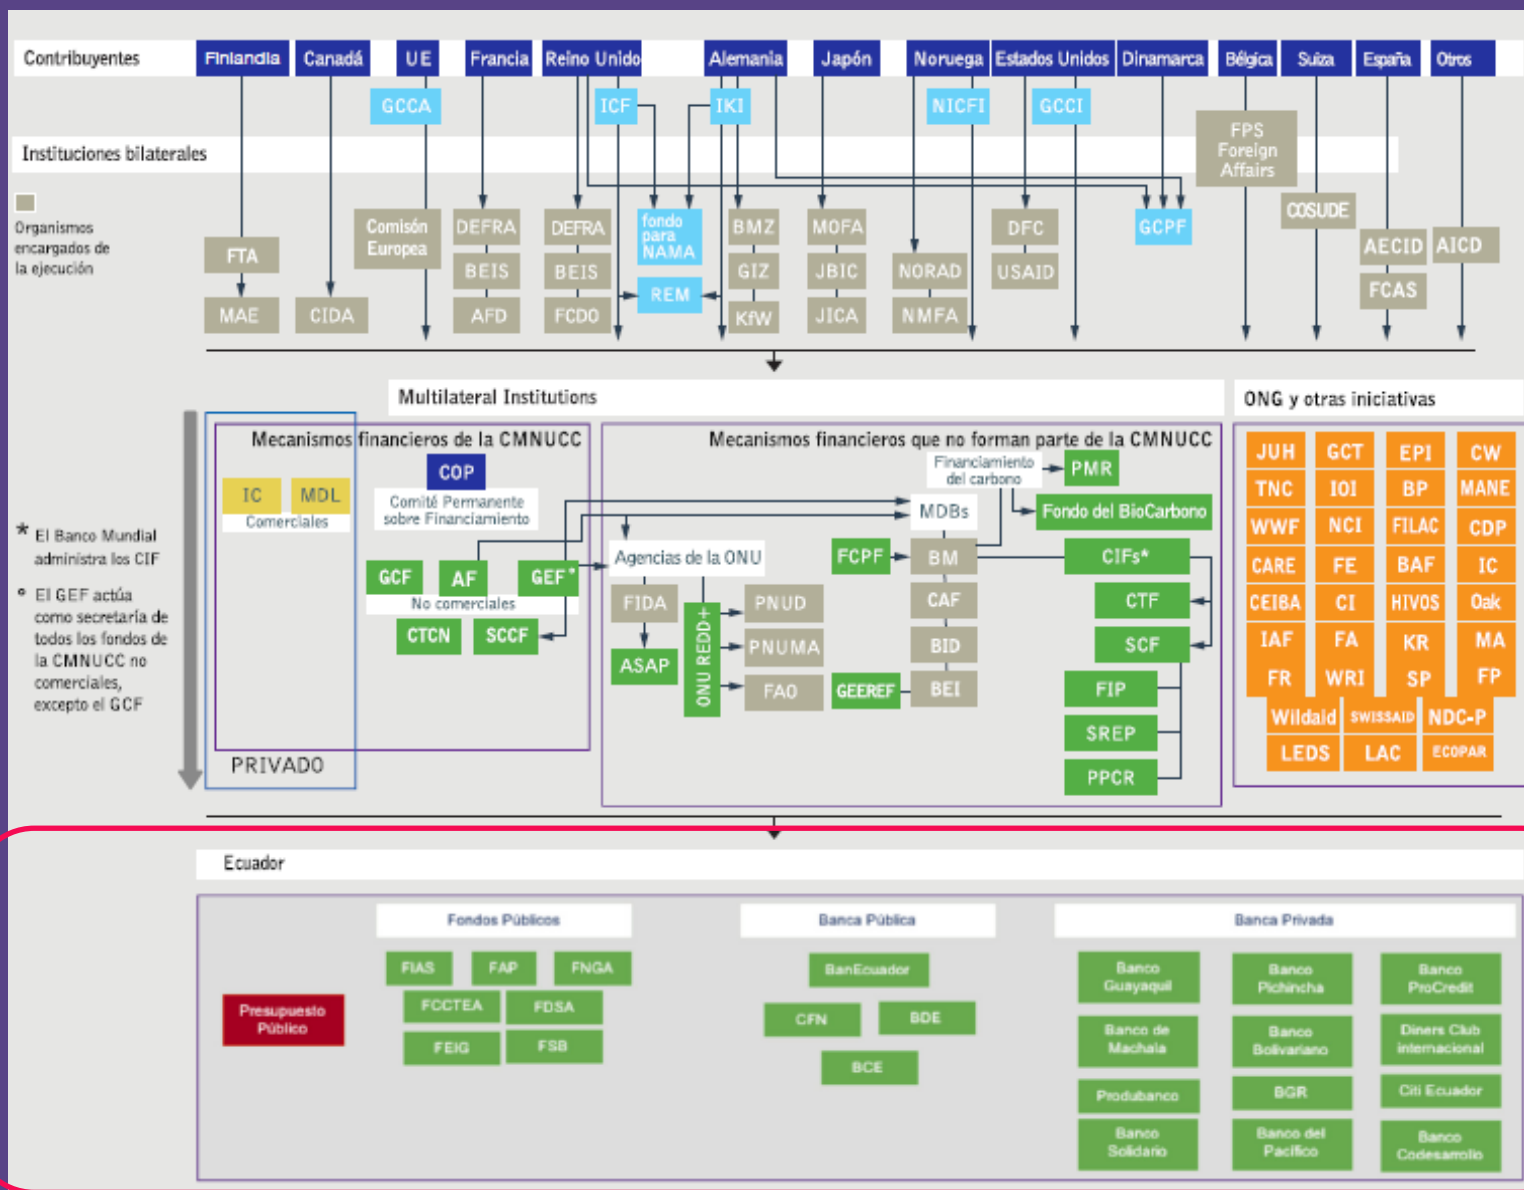 Contribuyentes
Finlandia
Canadá
UE
Francia
Reino Unido
Alemania
Japón
Noruega
Estados Unidos
Dinamarca
Bélgica
Suiza
España
Otros
GCCA
ICF
IKI
NICFI
GCCI
FPS
Foreign
Affairs
Instituciones bilaterales
Organismos
encargados de
la ejecución
FTA
MAE
CIDA
Comisón
Europea
DEFRA
BEIS
AFD
DEFRA
BEIS
FCDO
fondo
para
NAMA
REM
BMZ
GIZ
KfW
MOFA
JBIC
JICA
NORAD
NMFA
DFC
USAID
GCPF
COSUDE
AECID
FCAS
AICD
Multilateral Institutions
ONG y otras iniciativas
Mecanismos financieros de la CMNUCC
COP
Comité Permanente
sobre Financiamiento
IC
MDL
Comerciales
GCF
AF
GEF°
No comerciales
CTCN
SCCF
PRIVADO
* El Banco Mundial
administra los CIF
° El GEF actúa
como secretaría de
todos los fondos de
la CMNUCC no
comerciales,
excepto el GCF
Mecanismos financieros que no forman parte de la CMNUCC
Financiamiento
del carbono
PMR
MDBs
Fondo del BioCarbono
Agencias de la ONU
FCPF
BM
CIFs*
FIDA
ONU REDD+
PNUD
CAF
CTF
PNUMA
BID
SCF
ASAP
FAO
GEEREF
BEI
FIP
SREP
PPCR
JUH
GCT
EPI
CW
TNC
IOI
BP
MANE
WWF
NCI
FILAC
CDP
CARE
FE
BAF
IC
CEIBA
CI
HIVOS
Oak
IAF
FA
KR
MA
FR
WRI
SP
FP
Wildaid
SWISSAID
NDC-P
LEDS
LAC
ECOPAR
Ecuador
Presupuesto
Público
Fondos Públicos
FIAS
FAP
FNGA
FCCTEA
FDSA
FEIG
FSB
Banca Pública
BanEcuador
CFN
BDE
BCE
Banca Privada
Banco
Guayaquil
Banco
Pichincha
Banco
ProCredit
Banco de
Machala
Banco
Bolivariano
Diners Club
internacional
Produbanco
BGR
Citi Ecuador
Banco
Solidario
Banco del
Pacífico
Banco
Codesarrollo